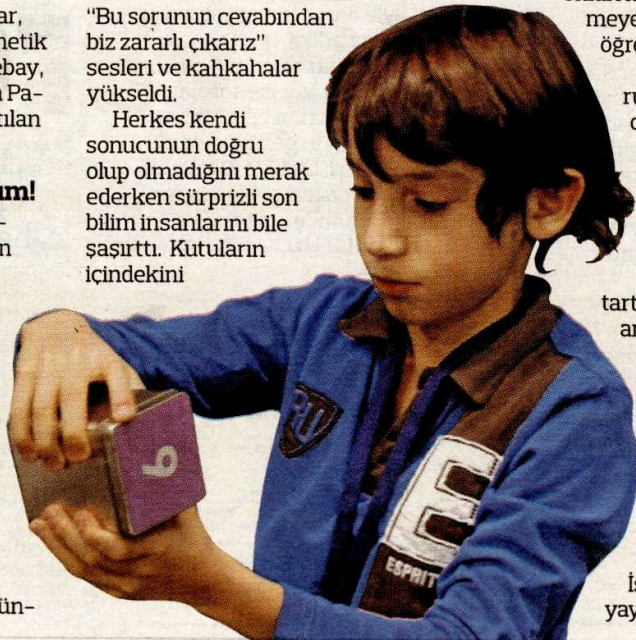 ar,
netik
ebay,
Pa-
tılan
ım!
n
"Bu sorunun cevabından
biz zararlı çıkarız"
sesleri ve kahkahalar
yükseldi.
Herkes kendi
sonucunun doğru
olup olmadığını merak
ederken sürprizli son
bilim insanlarını bile
şaşırttı. Kutuların
içindekini
ün-
meye
öğre
ru
tart
ar
İs
yay
6
E
ESPRIT